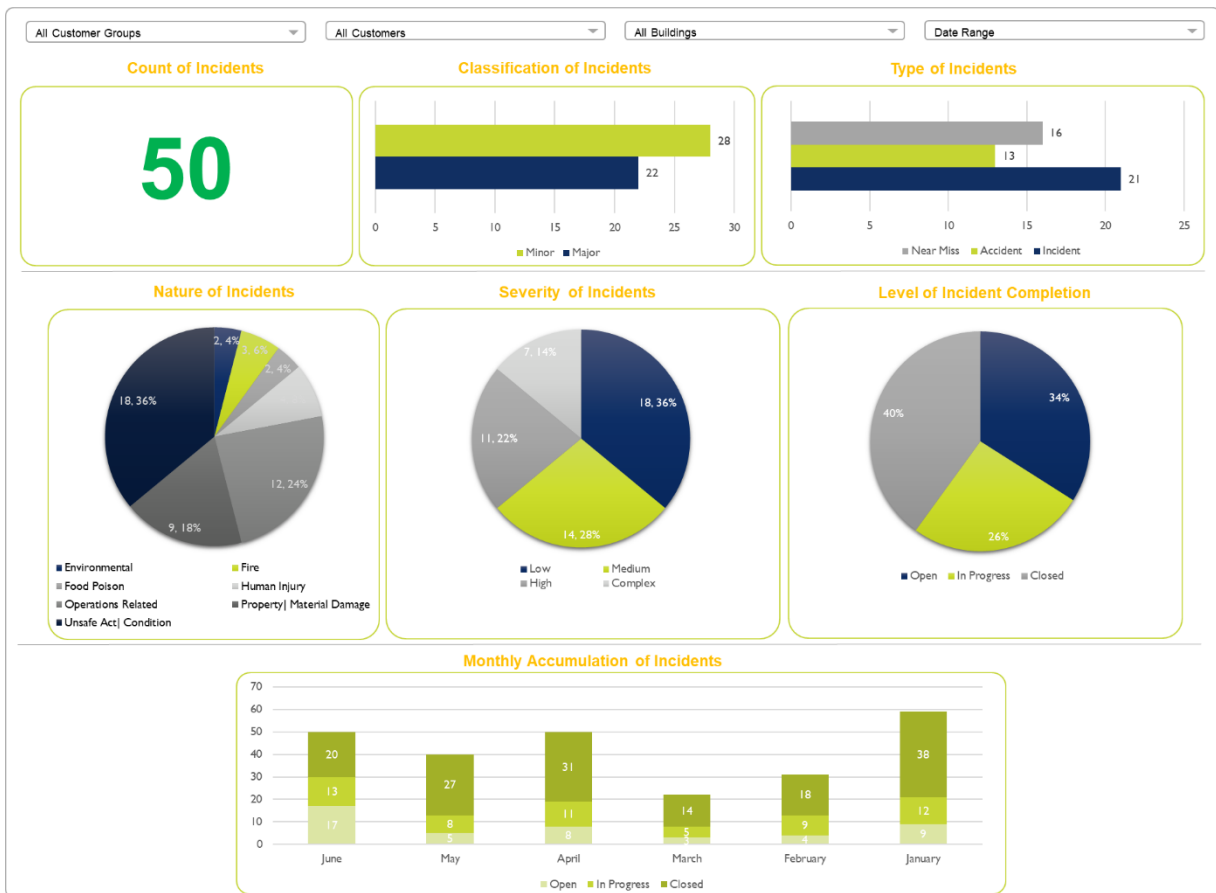 All Customer Groups
All Customers
All Buildings
Date Range
Count of Incidents
Classification of Incidents
Type of Incidents
50
28
22
0 5 10 15 20 25 30
Minor Major
16
13
21
0 5 10 15 20 25
Near Miss Accident Incident
Nature of Incidents
Severity of Incidents
Level of Incident Completion
2, 4%
3, 6%
2, 4%
18, 36%
12, 24%
9, 18%
Environmental Fire
Food Poison Human Injury
Operations Related Property| Material Damage
Unsafe Act| Condition
7, 14%
18, 36%
11, 22%
14, 28%
Low Medium
High Complex
34%
40%
26%
Open In Progress Closed
Monthly Accumulation of Incidents
70
60
50
40
30
20
10
0
20
13
17
27
8
5
31
11
8
14
5
3
18
9
4
38
12
9
June May April March February January
Open In Progress Closed